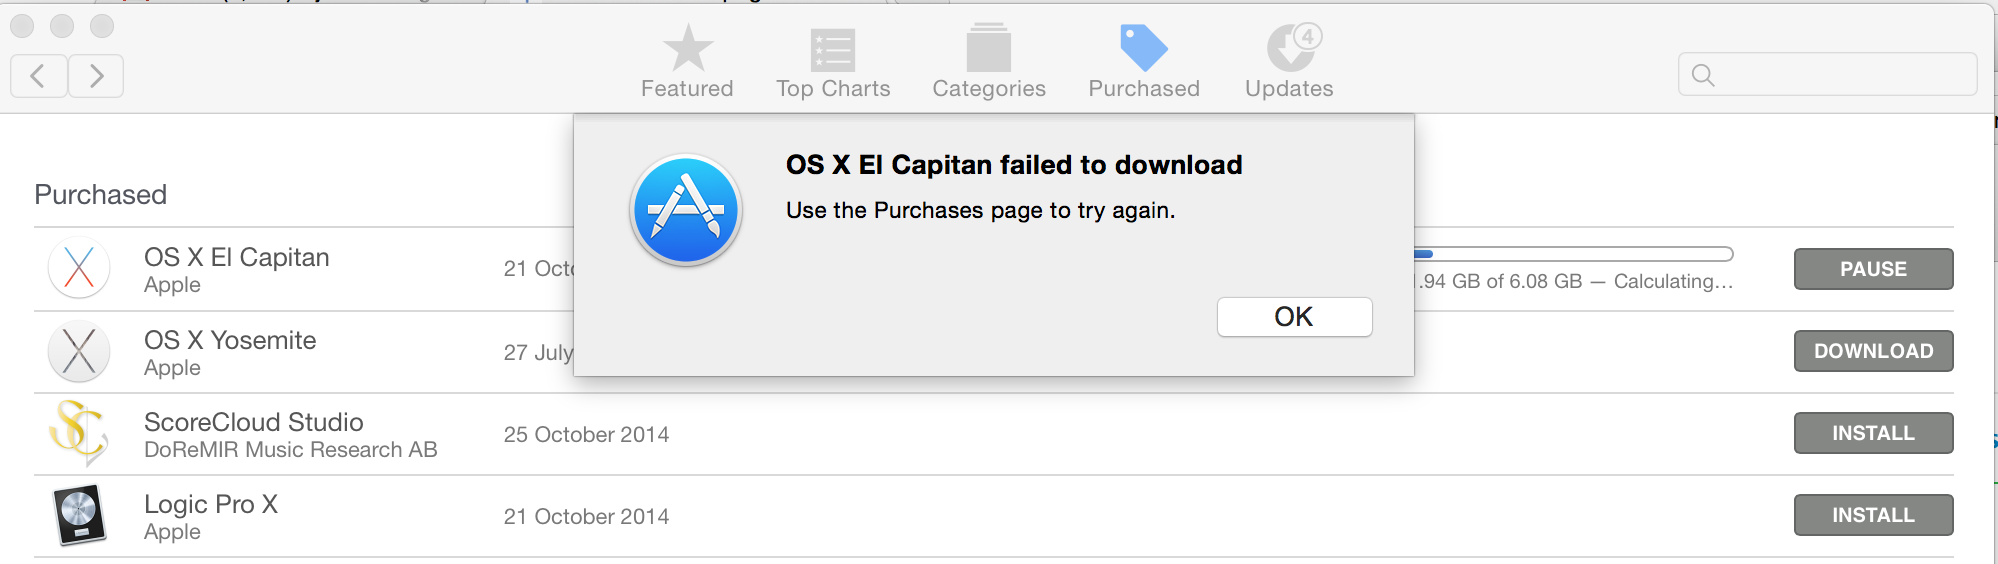 Featured
Top Charts
Categories
Purchased
4
Updates
OS X El Capitan failed to download
Use the Purchases page to try again.
OK
Purchased
OS X El Capitan
Apple
21
.94 GB of 6.08 GB — Calculating...
PAUSE
OS X Yosemite
Apple
27 July
DOWNLOAD
ScoreCloud Studio
DoReMIR Music Research AB
25 October 2014
INSTALL
Logic Pro X
Apple
21 October 2014
INSTALL